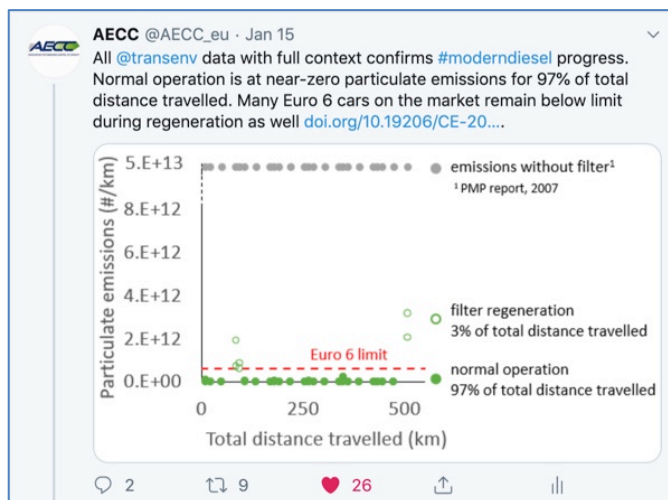 AECC @AECC_eu · Jan 15
AECC
All @transenv data with full context confirms #moderndiesel progress.
Normal operation is at near-zero particulate emissions for 97% of total
distance travelled. Many Euro 6 cars on the market remain below limit
during regeneration as well doi.org/10.19206/CE-20....
Particulate emissions (#/km)
5.E+13
emissions without filter¹
¹ PMP report, 2007
8.E+12
6.E+12
4.E+12
filter regeneration
3% of total distance travelled
2.E+12
Euro 6 limit
normal operation
0.E+00
97% of total distance travelled
0
250
500
Total distance travelled (km)
2
9
26